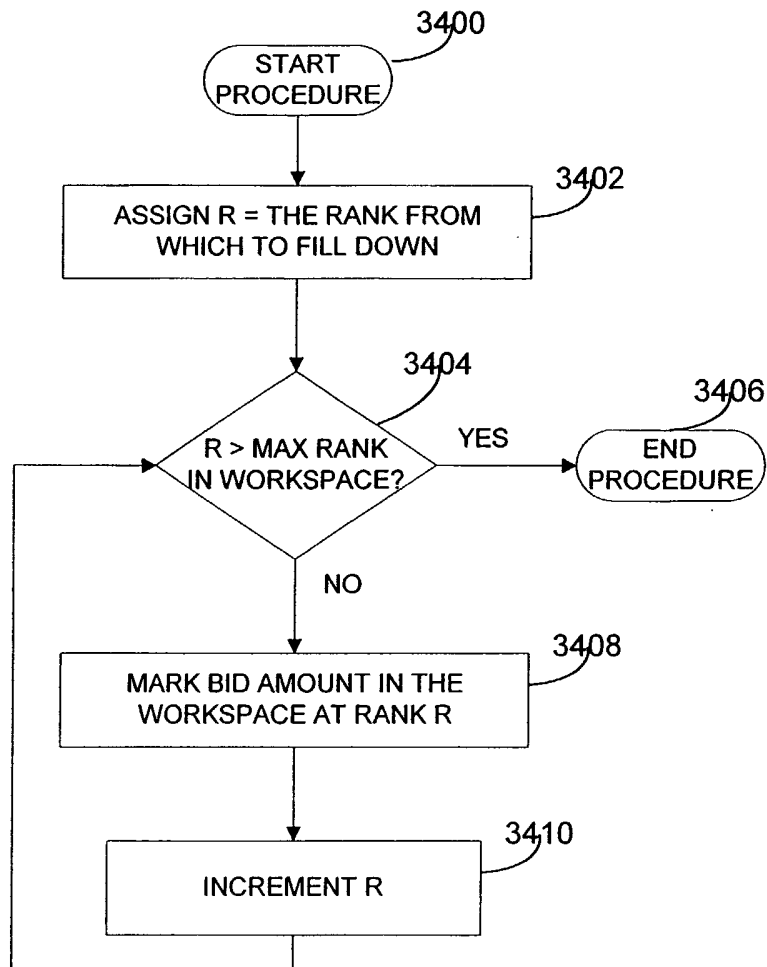 3400
START
PROCEDURE
3402
ASSIGN R = THE RANK FROM
WHICH TO FILL DOWN
3404
3406
R > MAX RANK
IN WORKSPACE?
YES
END
PROCEDURE
NO
3408
MARK BID AMOUNT IN THE
WORKSPACE AT RANK R
3410
INCREMENT R